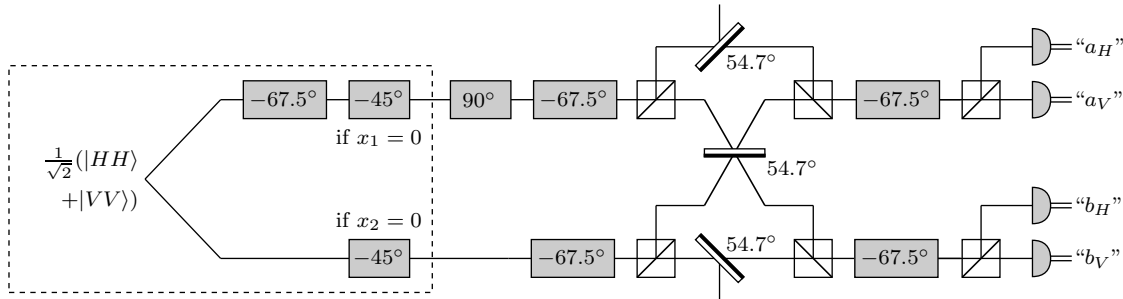 "a_H"
54.7°
−67.5° −45° 90° −67.5° −67.5° "a_V"
if x_1 = 0
1/√2(|HH⟩
54.7°
+|VV⟩)
if x_2 = 0
"b_H"
54.7°
−45° −67.5° −67.5° "b_V"